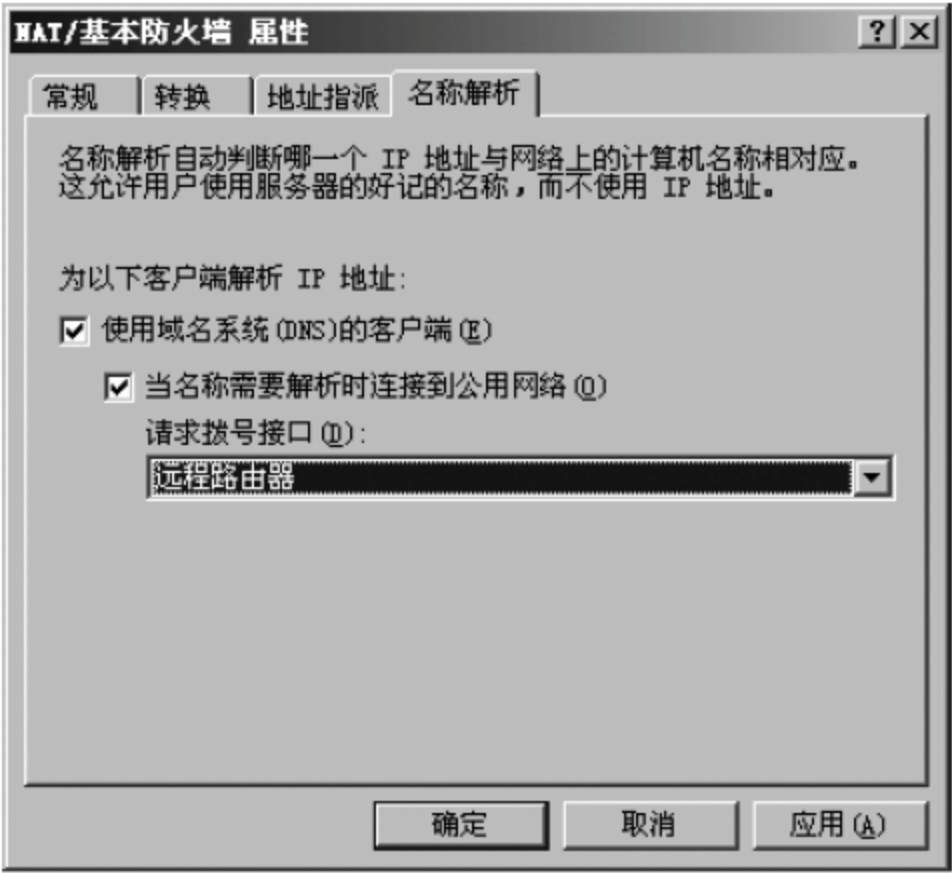 NAT/基本防火墙 属性
常规
转换
地址指派
名称解析
名称解析自动判断哪一个 IP 地址与网络上的计算机名称相对应。
这允许用户使用服务器的好记的名称，而不使用 IP 地址。
为以下客户端解析 IP 地址:
使用域名系统(DNS)的客户端(E)
当名称需要解析时连接到公用网络(O)
请求拨号接口(D):
远程路由器
确定
取消
应用(A)